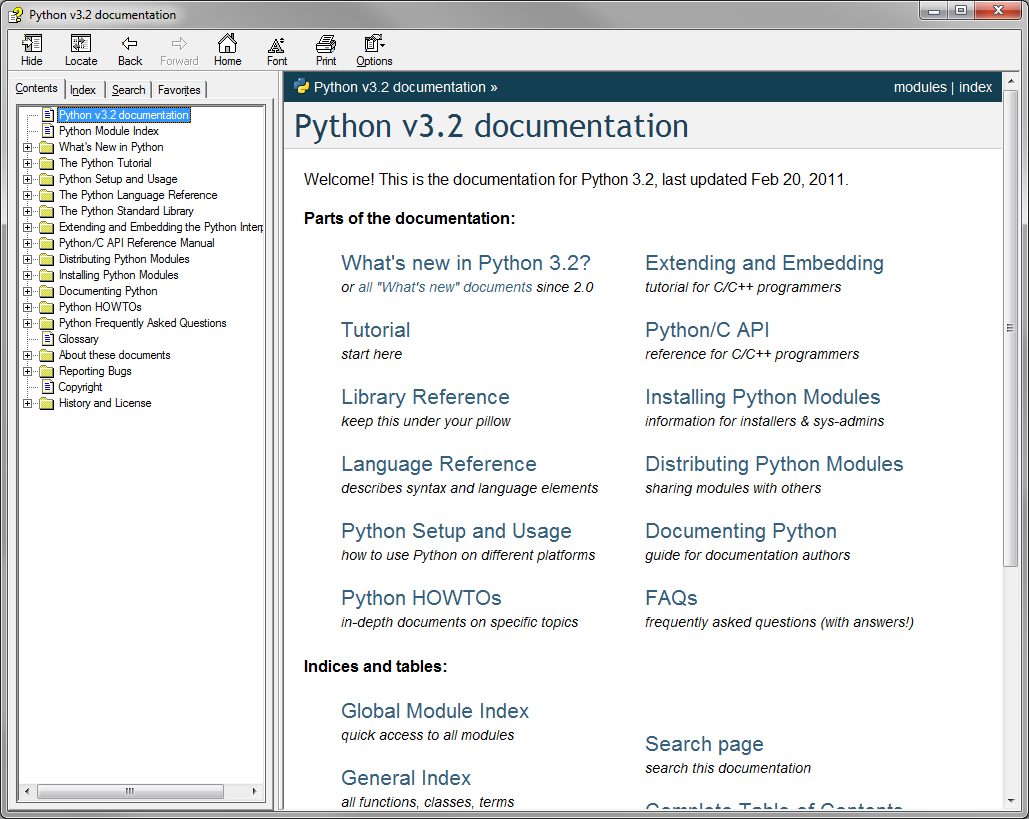 Python v3.2 documentation
Hide Locate Back Forward Home Font Print Options
Contents Index Search Favorites
Python v3.2 documentation
Python Module Index
What's New in Python
The Python Tutorial
Python Setup and Usage
The Python Language Reference
The Python Standard Library
Extending and Embedding the Python Inter
Python/C API Reference Manual
Distributing Python Modules
Installing Python Modules
Documenting Python
Python HOWTOs
Python Frequently Asked Questions
Glossary
About these documents
Reporting Bugs
Copyright
History and License
Python v3.2 documentation »
modules | index
Python v3.2 documentation
Welcome! This is the documentation for Python 3.2, last updated Feb 20, 2011.
Parts of the documentation:
What's new in Python 3.2?
or all "What's new" documents since 2.0
Tutorial
start here
Library Reference
keep this under your pillow
Language Reference
describes syntax and language elements
Python Setup and Usage
how to use Python on different platforms
Python HOWTOs
in-depth documents on specific topics
Extending and Embedding
tutorial for C/C++ programmers
Python/C API
reference for C/C++ programmers
Installing Python Modules
information for installers & sys-admins
Distributing Python Modules
sharing modules with others
Documenting Python
guide for documentation authors
FAQs
frequently asked questions (with answers!)
Indices and tables:
Global Module Index
quick access to all modules
General Index
all functions, classes, terms
Search page
search this documentation
Complete Table of Contents